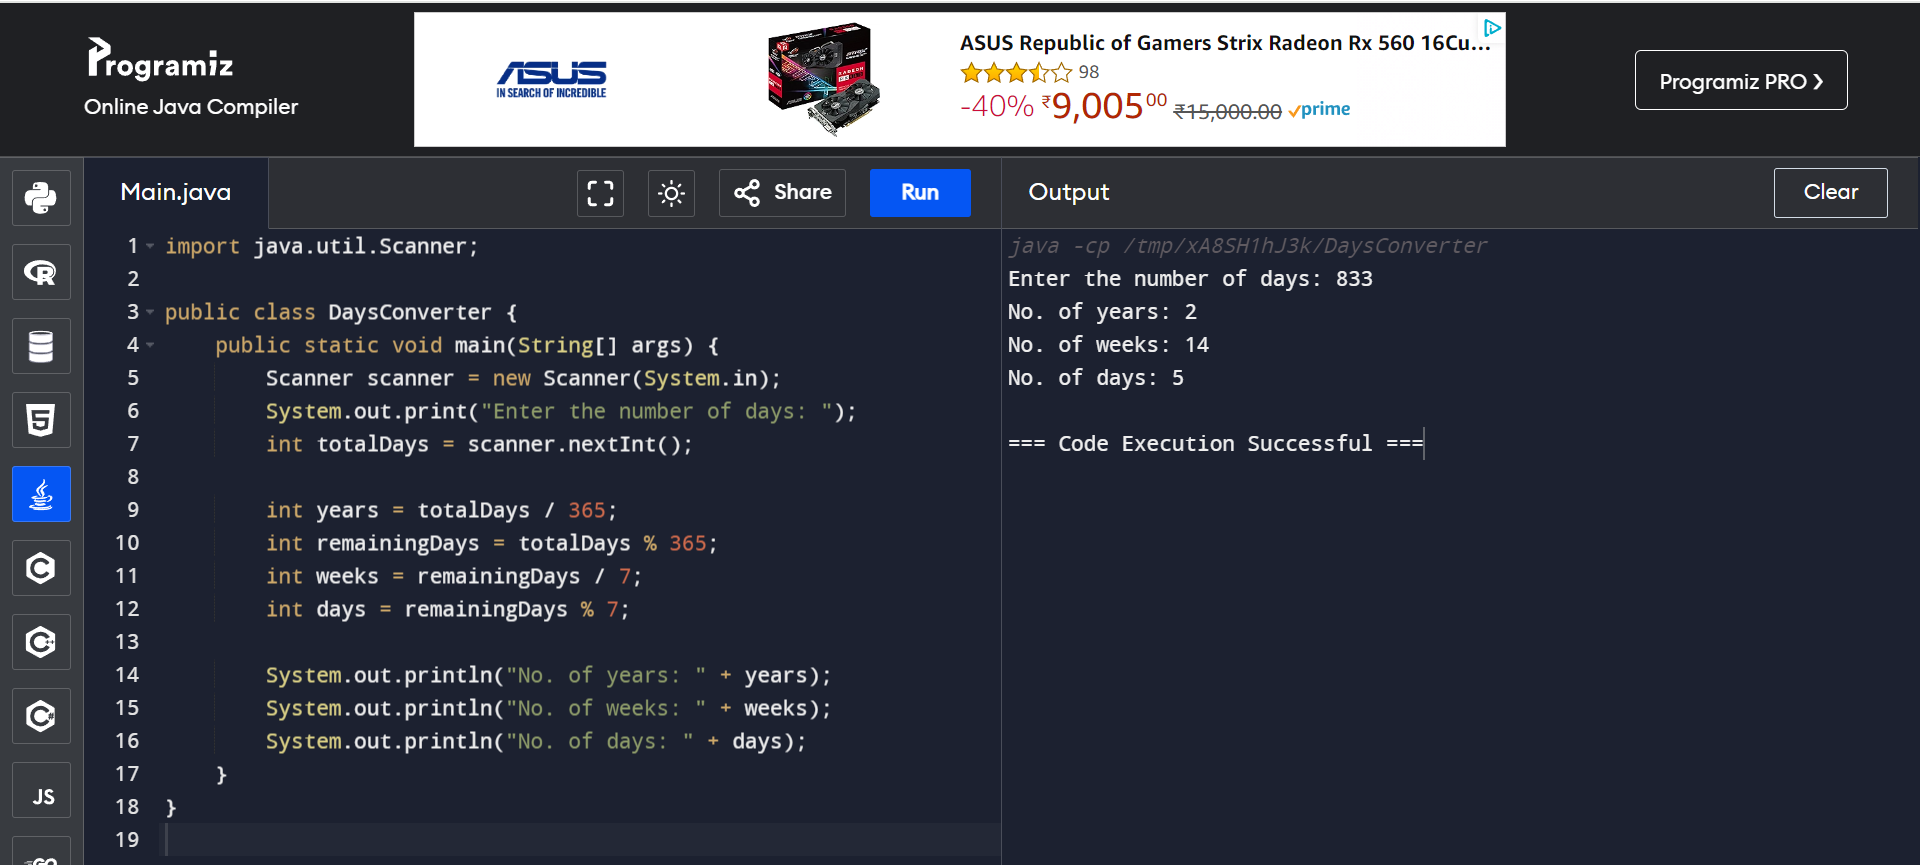 Programiz
Online Java Compiler
ASUS
IN SEARCH OF INCREDIBLE
ASUS Republic of Gamers Strix Radeon Rx 560 16Cu...
98
-40% ₹9,00500 ₹15,000.00 prime
Programiz PRO ❯
Main.java
Share
Run
Output
Clear
1 import java.util.Scanner;
2
3 public class DaysConverter {
4     public static void main(String[] args) {
5         Scanner scanner = new Scanner(System.in);
6         System.out.print("Enter the number of days: ");
7         int totalDays = scanner.nextInt();
8
9         int years = totalDays / 365;
10         int remainingDays = totalDays % 365;
11         int weeks = remainingDays / 7;
12         int days = remainingDays % 7;
13
14         System.out.println("No. of years: " + years);
15         System.out.println("No. of weeks: " + weeks);
16         System.out.println("No. of days: " + days);
17     }
18 }
19
java -cp /tmp/xA8SH1hJ3k/DaysConverter
Enter the number of days: 833
No. of years: 2
No. of weeks: 14
No. of days: 5
=== Code Execution Successful ===
R
5
C
C++
C#
JS
GO